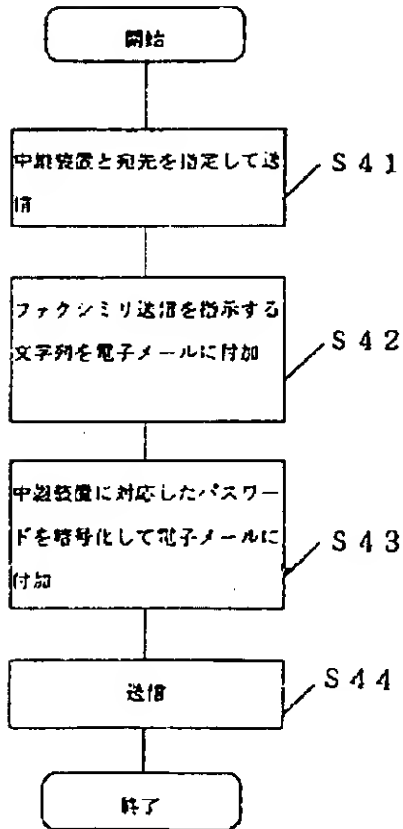 開始
中継装置と宛先を指定して送
信
S41
ファクシミリ送信を指示する
文字列を電子メールに付加
S42
中継装置に対応したパスワー
ドを暗号化して電子メールに
付加
S43
送信
S44
終了